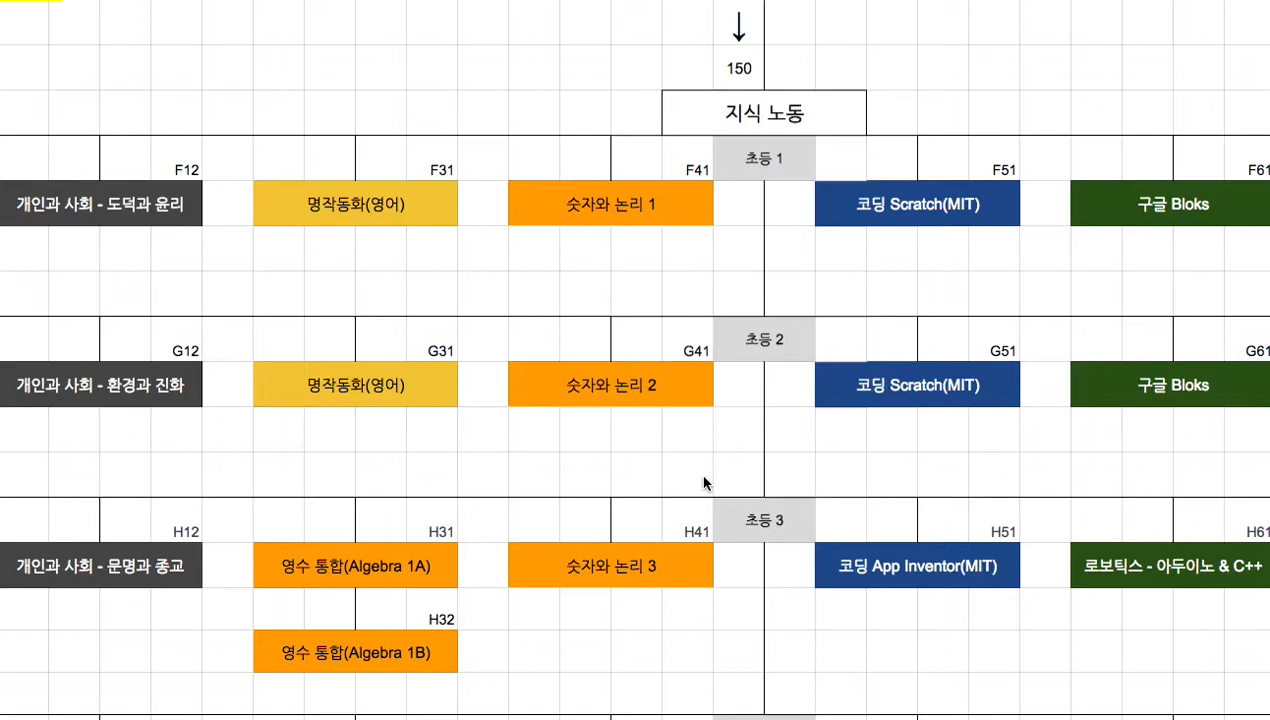 ↓
150
지식 노동
초등 1
F12
F31
F41
F51
F61
개인과 사회 - 도덕과 윤리
명작동화(영어)
숫자와 논리 1
코딩 Scratch(MIT)
구글 Bloks
초등 2
G12
G31
G41
G51
G61
개인과 사회 - 환경과 진화
명작동화(영어)
숫자와 논리 2
코딩 Scratch(MIT)
구글 Bloks
초등 3
H12
H31
H41
H51
H61
개인과 사회 - 문명과 종교
영수 통합(Algebra 1A)
숫자와 논리 3
코딩 App Inventor(MIT)
로보틱스 - 아두이노 & C++
H32
영수 통합(Algebra 1B)